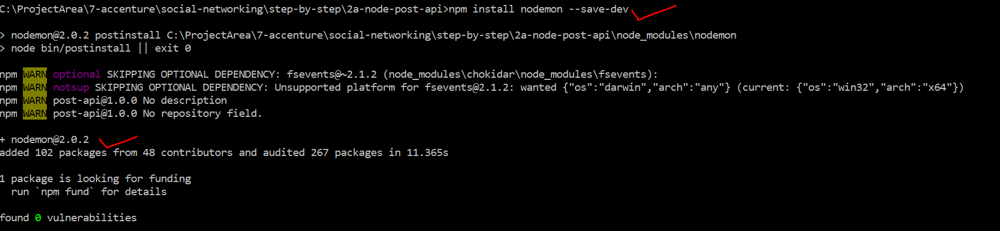 C:\ProjectArea\7-accenture\social-networking\step-by-step\2a-node-post-api>npm install nodemon --save-dev
> nodemon@2.0.2 postinstall C:\ProjectArea\7-accenture\social-networking\step-by-step\2a-node-post-api\node_modules\nodemon
> node bin/postinstall || exit 0
npm WARN optional SKIPPING OPTIONAL DEPENDENCY: fsevents@~2.1.2 (node_modules\chokidar\node_modules\fsevents):
npm WARN notsup SKIPPING OPTIONAL DEPENDENCY: Unsupported platform for fsevents@2.1.2: wanted {"os":"darwin","arch":"any"} (current: {"os":"win32","arch":"x64"})
npm WARN post-api@1.0.0 No description
npm WARN post-api@1.0.0 No repository field.
+ nodemon@2.0.2
added 102 packages from 48 contributors and audited 267 packages in 11.365s
1 package is looking for funding
run `npm fund` for details
found 0 vulnerabilities